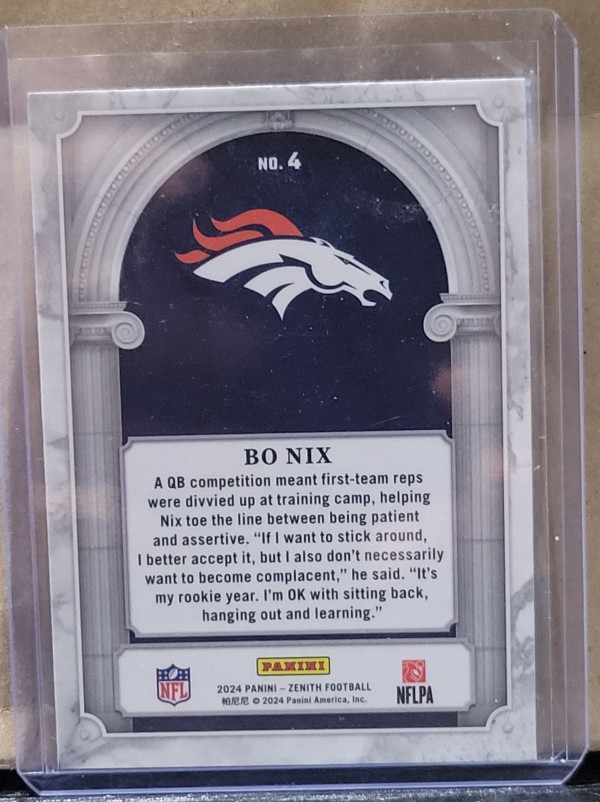 NO. 4
BO NIX
A QB competition meant first-team reps
were divvied up at training camp, helping
Nix toe the line between being patient
and assertive. “If I want to stick around,
I better accept it, but I also don’t necessarily
want to become complacent,” he said. “It’s
my rookie year. I’m OK with sitting back,
hanging out and learning.”
PANINI
NFL
2024 PANINI – ZENITH FOOTBALL
帕尼尼 © 2024 Panini America, Inc.
NFLPA